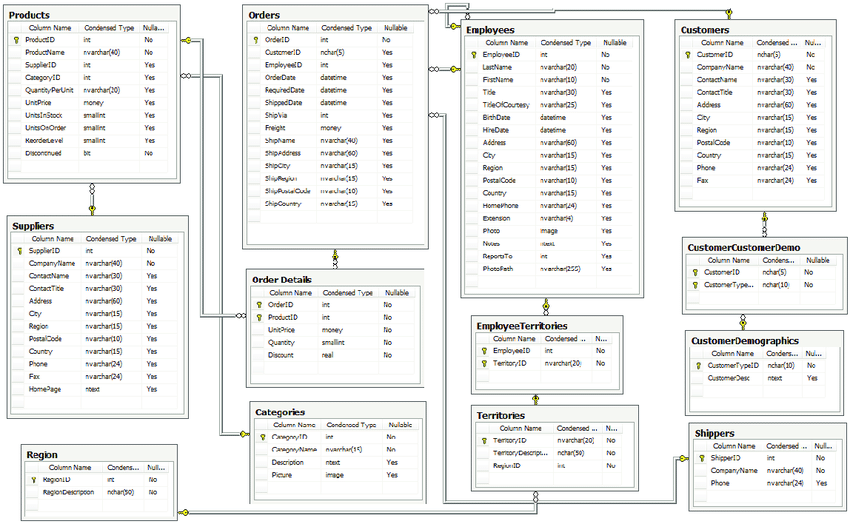 Products
Column Name Condensed Type Nulla...
ProductID int No
ProductName nvarchar(40) No
SupplierID int Yes
CategoryID int Yes
QuantityPerUnit nvarchar(20) Yes
UnitPrice money Yes
UnitsInStock smallint Yes
UnitsOnOrder smallint Yes
ReorderLevel smallint Yes
Discontinued bit No
Suppliers
Column Name Condensed Type Nullable
SupplierID int No
CompanyName nvarchar(40) No
ContactName nvarchar(30) Yes
ContactTitle nvarchar(30) Yes
Address nvarchar(60) Yes
City nvarchar(15) Yes
Region nvarchar(15) Yes
PostalCode nvarchar(10) Yes
Country nvarchar(15) Yes
Phone nvarchar(24) Yes
Fax nvarchar(24) Yes
HomePage ntext Yes
Region
Column Name Condens... Null...
RegionID int No
RegionDescription nchar(50) No
Orders
Column Name Condensed Type Nullable
OrderID int No
CustomerID nchar(5) Yes
EmployeeID int Yes
OrderDate datetime Yes
RequiredDate datetime Yes
ShippedDate datetime Yes
ShipVia int Yes
Freight money Yes
ShipName nvarchar(40) Yes
ShipAddress nvarchar(60) Yes
ShipCity nvarchar(15) Yes
ShipRegion nvarchar(15) Yes
ShipPostalCode nvarchar(10) Yes
ShipCountry nvarchar(15) Yes
Order Details
Column Name Condensed Type Nullable
OrderID int No
ProductID int No
UnitPrice money No
Quantity smallint No
Discount real No
Categories
Column Name Condensed Type Nullable
CategoryID int No
CategoryName nvarchar(15) No
Description ntext Yes
Picture image Yes
Employees
Column Name Condensed Type Nullable
EmployeeID int No
LastName nvarchar(20) No
FirstName nvarchar(10) No
Title nvarchar(30) Yes
TitleOfCourtesy nvarchar(25) Yes
BirthDate datetime Yes
HireDate datetime Yes
Address nvarchar(60) Yes
City nvarchar(15) Yes
Region nvarchar(15) Yes
PostalCode nvarchar(10) Yes
Country nvarchar(15) Yes
HomePhone nvarchar(24) Yes
Extension nvarchar(4) Yes
Photo image Yes
Notes ntext Yes
ReportsTo int Yes
PhotoPath nvarchar(255) Yes
EmployeeTerritories
Column Name Condensed ... N...
EmployeeID int No
TerritoryID nvarchar(20) No
Territories
Column Name Condensed ... N...
TerritoryID nvarchar(20) No
TerritoryDescript... nchar(50) No
RegionID int No
Customers
Column Name Condensed ... Nullable
CustomerID nchar(5) No
CompanyName nvarchar(40) No
ContactName nvarchar(30) Yes
ContactTitle nvarchar(30) Yes
Address nvarchar(60) Yes
City nvarchar(15) Yes
Region nvarchar(15) Yes
PostalCode nvarchar(10) Yes
Country nvarchar(15) Yes
Phone nvarchar(24) Yes
Fax nvarchar(24) Yes
CustomerCustomerDemo
Column Name Condens... Nullable
CustomerID nchar(5) No
CustomerType... nchar(10) No
CustomerDemographics
Column Name Condens... Nullable
CustomerTypeID nchar(10) No
CustomerDesc ntext Yes
Shippers
Column Name Condensed ... Nullable
ShipperID int No
CompanyName nvarchar(40) No
Phone nvarchar(24) Yes